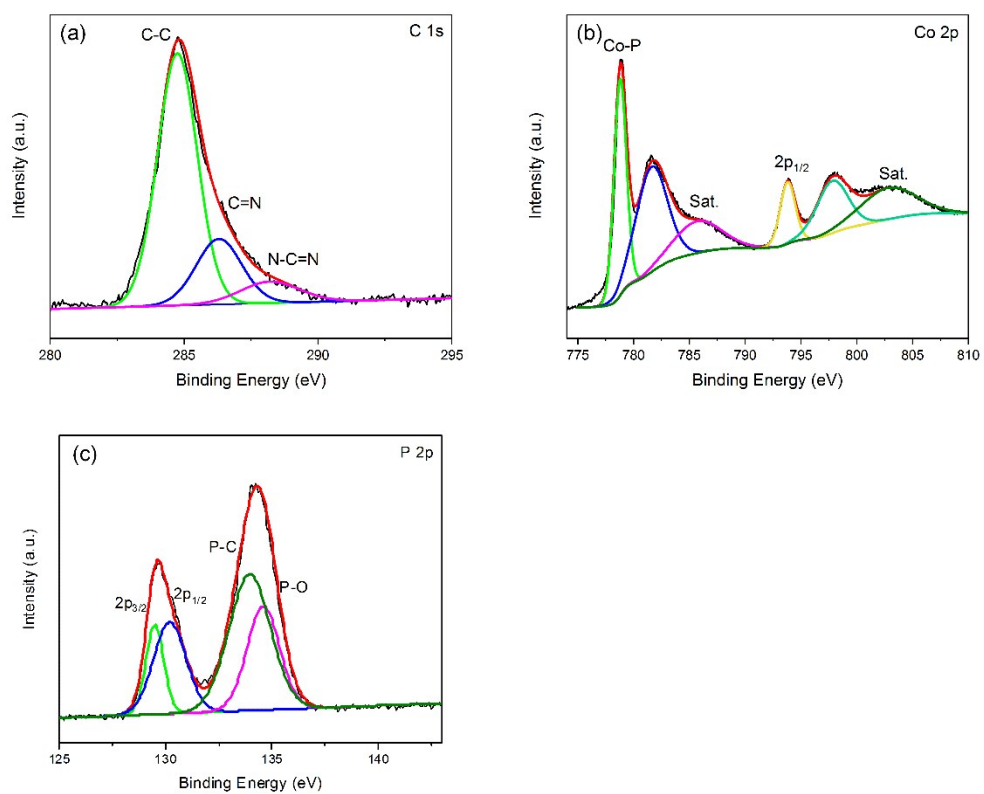 (a)
C 1s
C-C
C=N
N-C=N
Intensity (a.u.)
280 285 290 295
Binding Energy (eV)
(b)
Co 2p
Co-P
2p1/2
Sat.
Sat.
Intensity (a.u.)
775 780 785 790 795 800 805 810
Binding Energy (eV)
(c)
P 2p
P-C
P-O
2p3/2
2p1/2
Intensity (a.u.)
125 130 135 140
Binding Energy (eV)